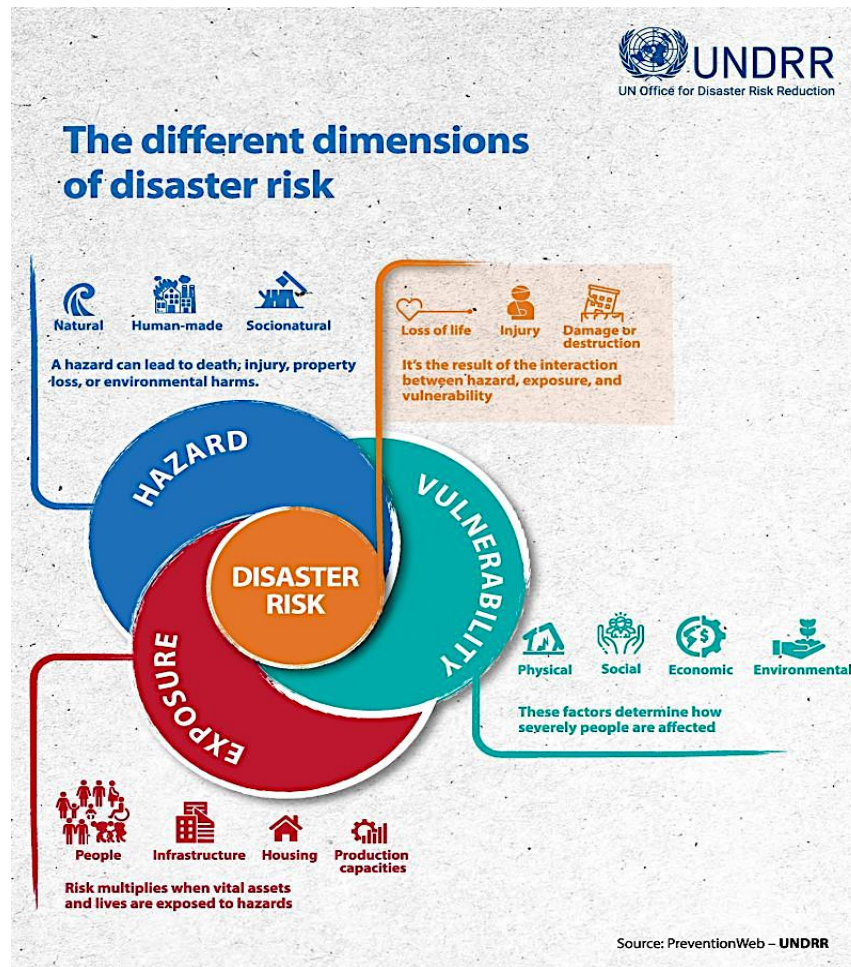 UNDRR
UN Office for Disaster Risk Reduction
The different dimensions
of disaster risk
Natural
Human-made
Socionatural
A hazard can lead to death, injury, property
loss, or environmental harms.
Loss of life
Injury
Damage or
destruction
It's the result of the interaction
between hazard, exposure, and
vulnerability
HAZARD
VULNERABILITY
DISASTER
RISK
EXPOSURE
Physical
Social
Economic
Environmental
These factors determine how
severely people are affected
People
Infrastructure
Housing
Production
capacities
Risk multiplies when vital assets
and lives are exposed to hazards
Source: PreventionWeb – UNDRR